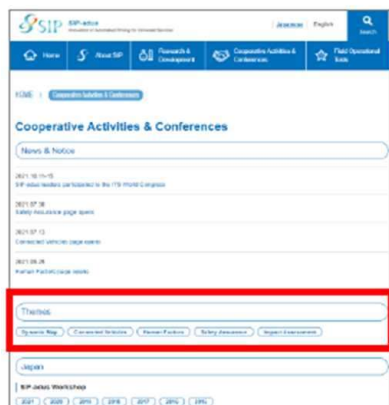 SIP
SIP-adus
Japanese
English
Search
Home
About SIP
Research & Development
Cooperative Activities & Conferences
Field Operational Tests
HOME
Cooperative Activities & Conferences
Cooperative Activities & Conferences
News & Notice
2021.10.11-15
SIP-adus leaders participated in the ITS World Congress
2021.07.30
Safety Assurance page opens
2021.07.13
Connected Vehicles page opens
Human Factors page opens
Themes
Dynamic Map
Connected Vehicles
Human Factors
Safety Assurance
Impact Assessment
Japan
SIP-adus Workshop
2021
2020
2019
2018
2017
2016
2015